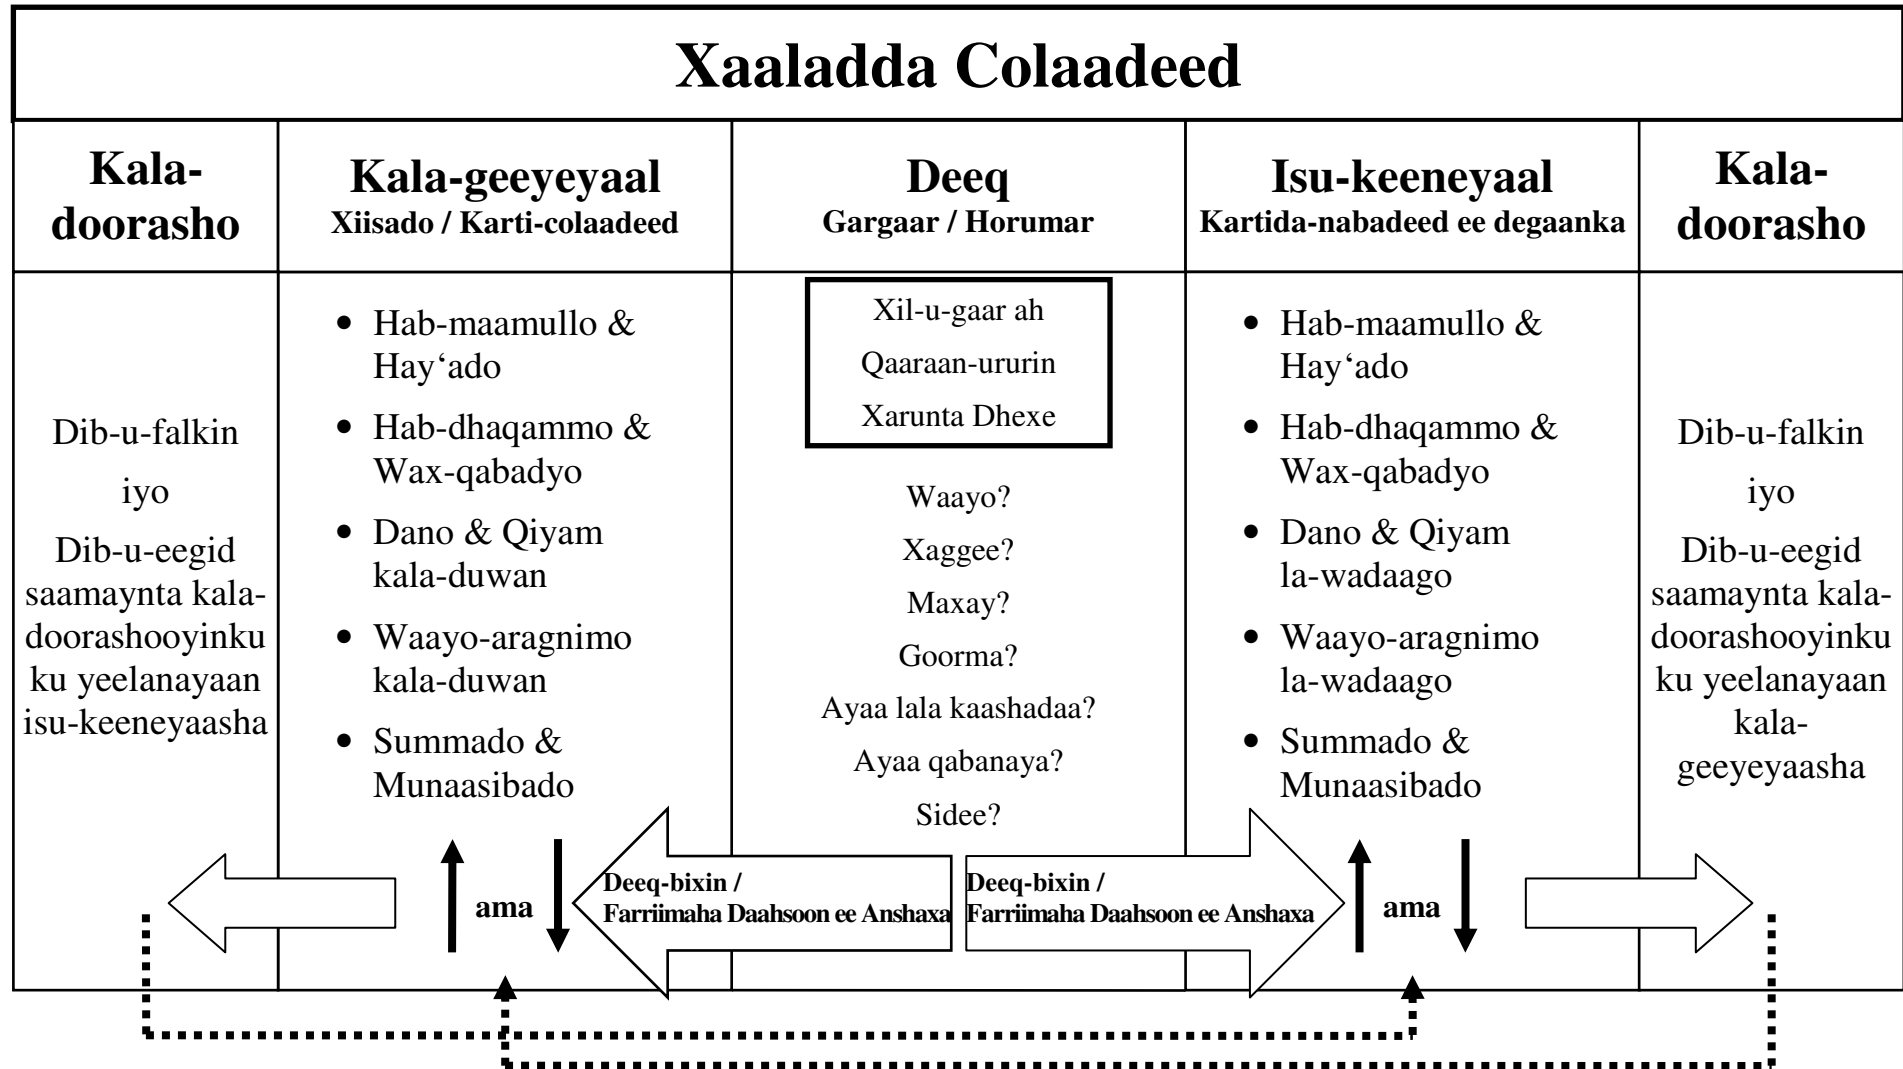 Xaaladda Colaadeed
Kala-
doorasho
Kala-geeyeyaal
Xiisado / Karti-colaadeed
Deeq
Gargaar / Horumar
Isu-keeneyaal
Kartida-nabadeed ee degaanka
Kala-
doorasho
Dib-u-falkin
iyo
Dib-u-eegid
saamaynta kala-
doorashooyinku
ku yeelanayaan
isu-keeneyaasha
• Hab-maamullo &
Hay‘ado
• Hab-dhaqammo &
Wax-qabadyo
• Dano & Qiyam
kala-duwan
• Waayo-aragnimo
kala-duwan
• Summado &
Munaasibado
ama
Xil-u-gaar ah
Qaaraan-ururin
Xarunta Dhexe
Waayo?
Xaggee?
Maxay?
Goorma?
Ayaa lala kaashadaa?
Ayaa qabanaya?
Sidee?
Deeq-bixin /
Farriimaha Daahsoon ee Anshaxa
Deeq-bixin /
Farriimaha Daahsoon ee Anshaxa
• Hab-maamullo &
Hay‘ado
• Hab-dhaqammo &
Wax-qabadyo
• Dano & Qiyam
la-wadaago
• Waayo-aragnimo
la-wadaago
• Summado &
Munaasibado
ama
Dib-u-falkin
iyo
Dib-u-eegid
saamaynta kala-
doorashooyinku
ku yeelanayaan
kala-
geeyeyaasha